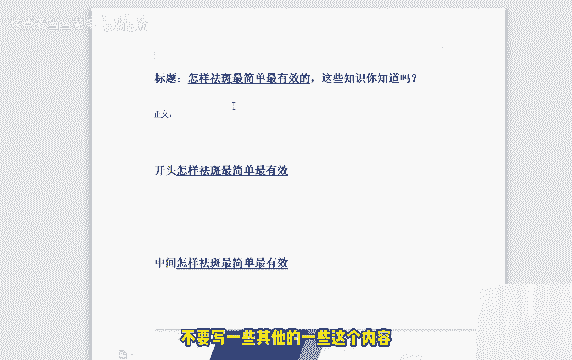 标题：怎样祛斑最简单最有效的，这些知识你知道吗？
正文：
开头怎样祛斑最简单最有效
中间怎样祛斑最简单最有效
不要写一些其他的一些这个内容